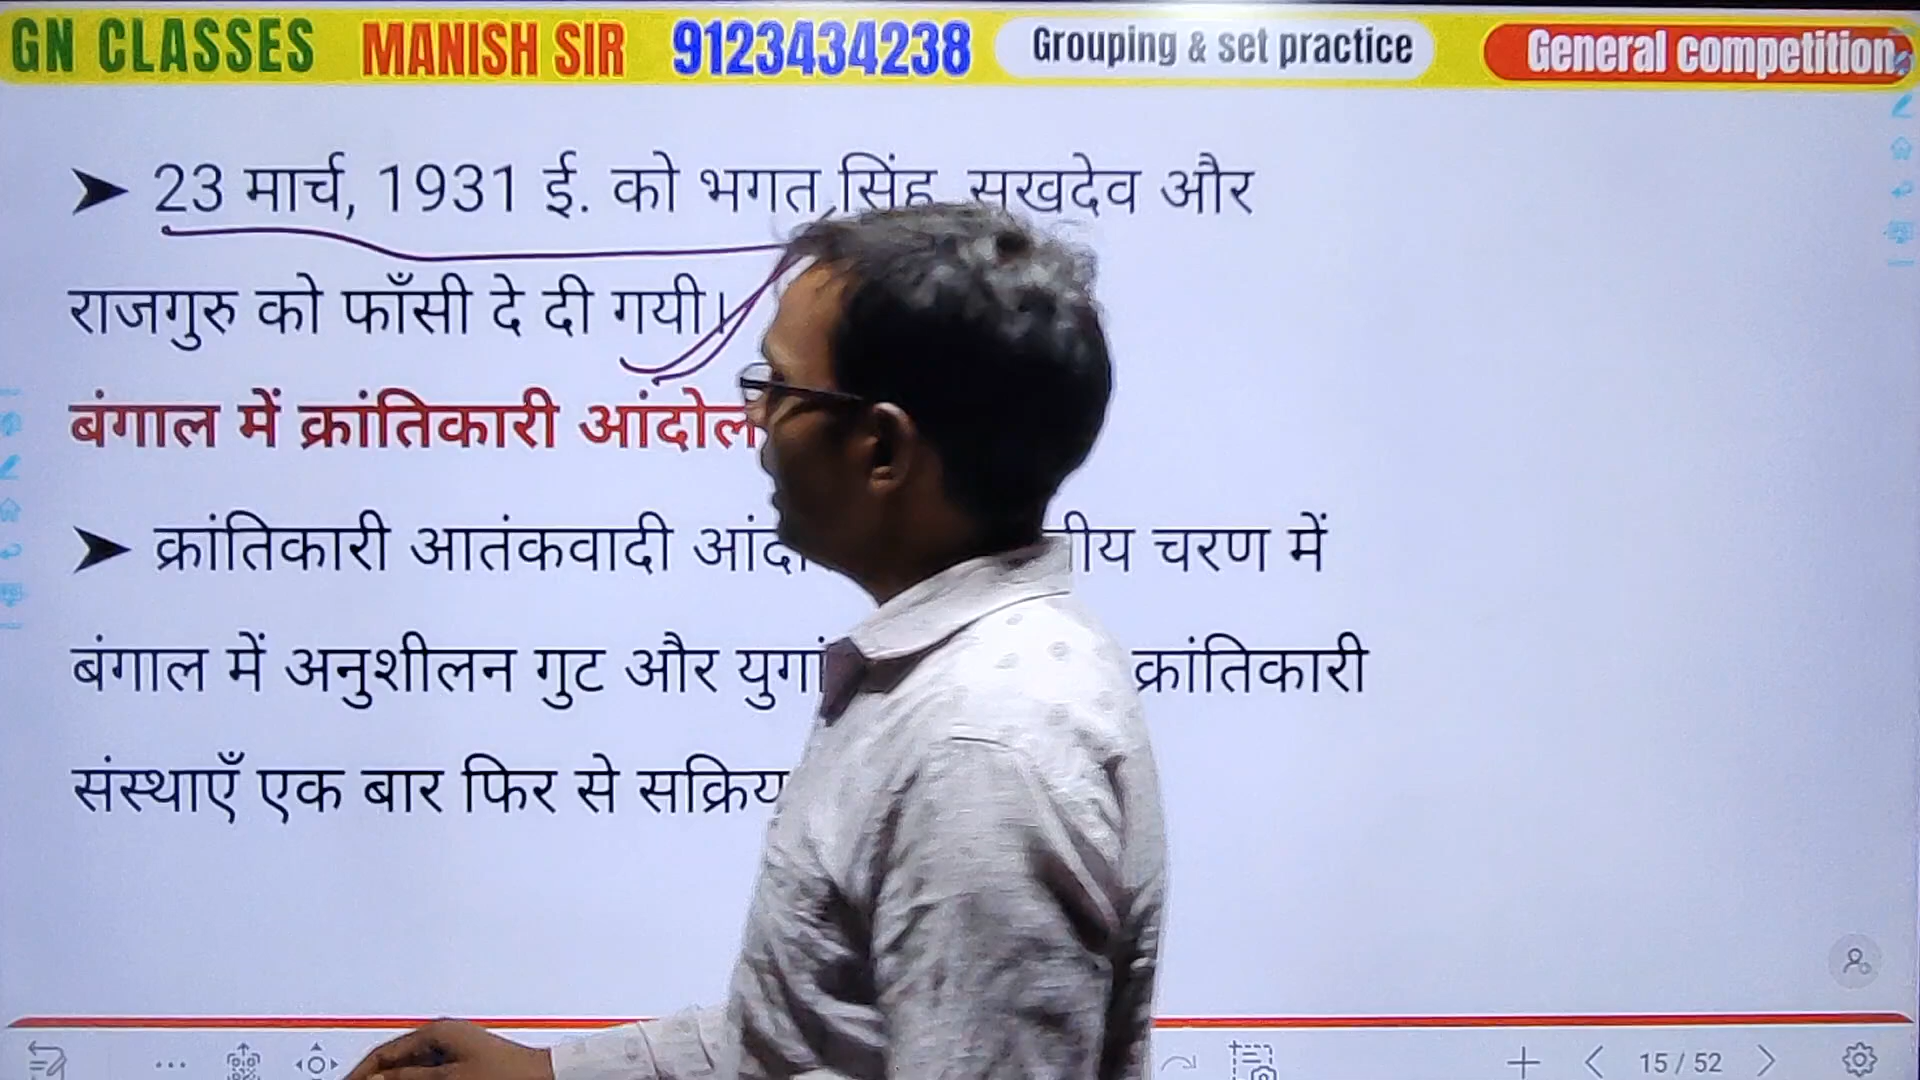 GN CLASSES MANISH SIR 9123434238 Grouping & set practice General competition
➤ 23 मार्च, 1931 ई. को भगत सिंह सुखदेव और
राजगुरु को फाँसी दे दी गयी।
बंगाल में क्रांतिकारी
➤ क्रांतिकारी आतंकवादी चरण में
बंगाल में अनुशीलन गुट और क्रांतिकारी
संस्थाएँ एक बार फिर से
15 / 52